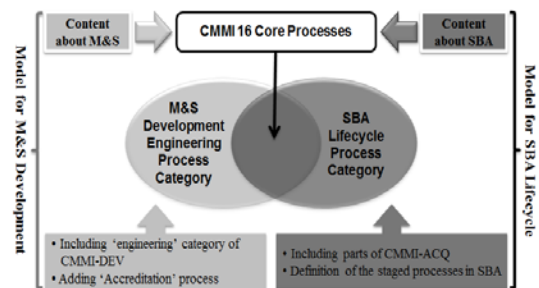 Content
about M&S
CMMI 16 Core Processes
Content
about SBA
Model for M&S Development
M&S
Development
Engineering
Process
Category
SBA
Lifecycle
Process
Category
Model for SBA Lifecycle
• Including ‘engineering’ category of
CMMI-DEV
• Adding ‘Accreditation’ process
• Including parts of CMMI-ACQ
• Definition of the staged processes in SBA